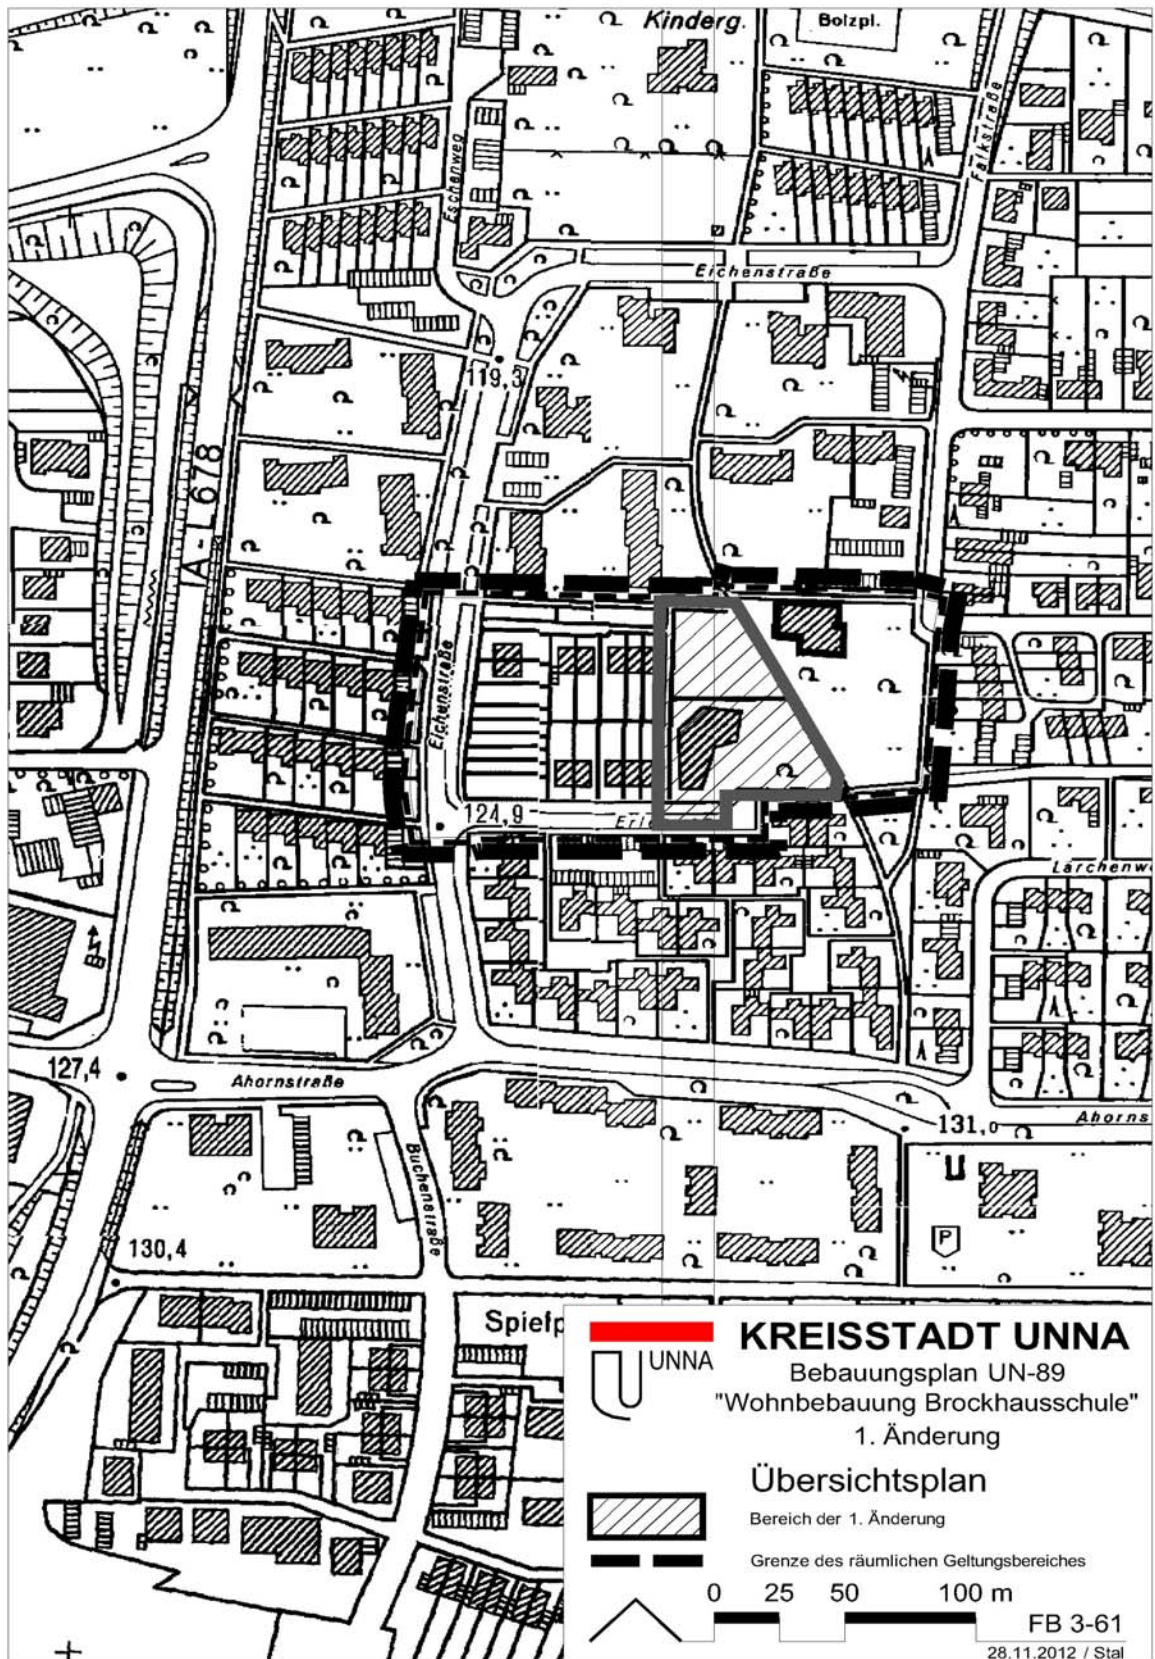 Kinderg.
Bolzpl.
Eschenweg
Falkstraße
Eichenstraße
119,3
A 678
Eichenstraße
124,9
Erle
Lärchenw
127,4
Ahornstraße
131,0
Ahorns
Buchenstraße
P
130,4
Spielp
UNNA
KREISSTADT UNNA
Bebauungsplan UN-89
"Wohnbebauung Brockhausschule"
1. Änderung
Übersichtsplan
Bereich der 1. Änderung
Grenze des räumlichen Geltungsbereiches
0 25 50 100 m
FB 3-61
28.11.2012 / Stal